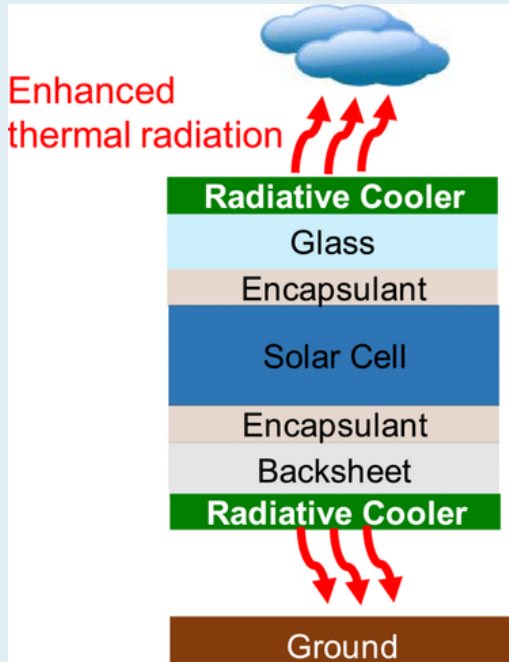 Enhanced
thermal radiation
Radiative Cooler
Glass
Encapsulant
Solar Cell
Encapsulant
Backsheet
Radiative Cooler
Ground